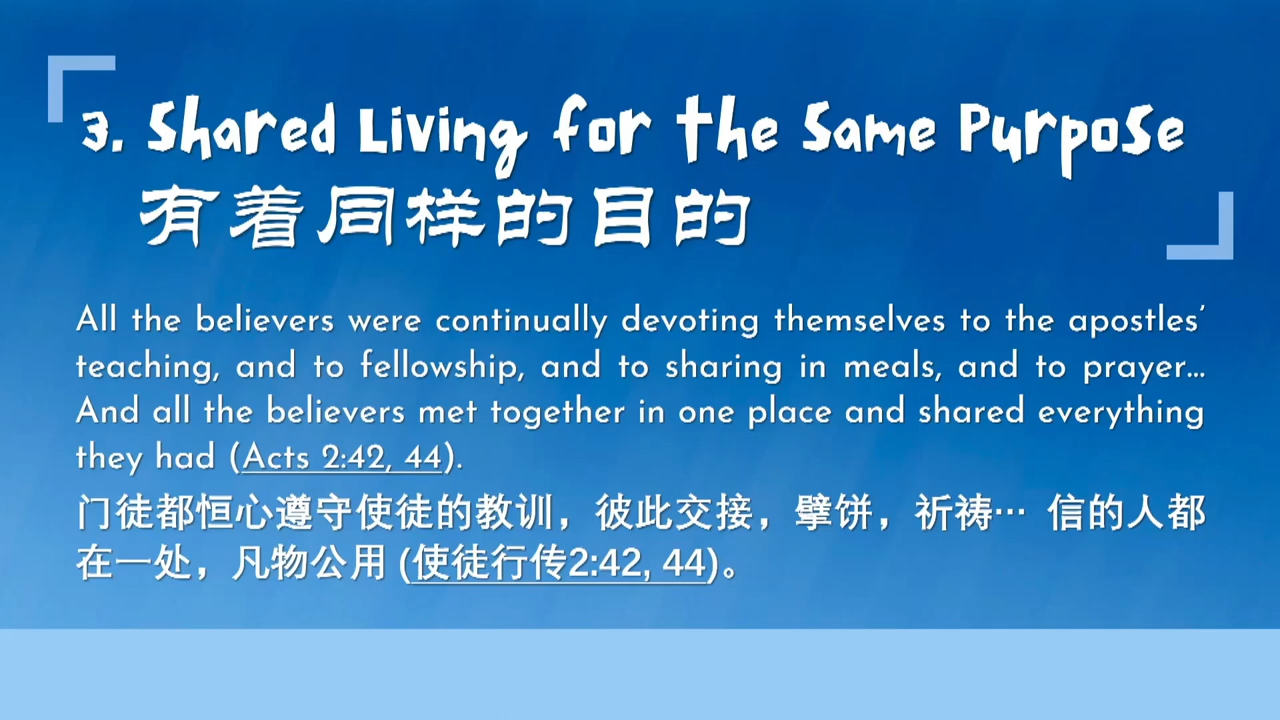 3. Shared Living for the Same Purpose
有着同样的目的
All the believers were continually devoting themselves to the apostles’
teaching, and to fellowship, and to sharing in meals, and to prayer...
And all the believers met together in one place and shared everything
they had (Acts 2:42, 44).
门徒都恒心遵守使徒的教训，彼此交接，擘饼，祈祷… 信的人都
在一处，凡物公用 (使徒行传2:42, 44)。